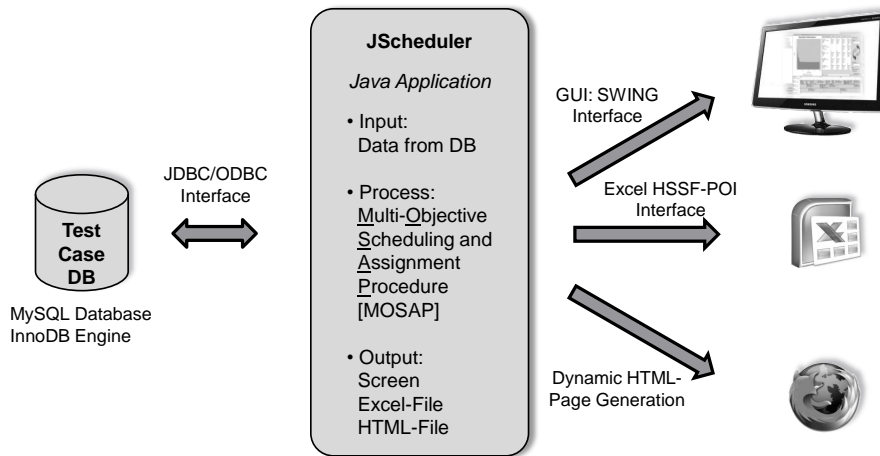 JScheduler
Java Application
• Input:
Data from DB
• Process:
Multi-Objective
Scheduling and
Assignment
Procedure
[MOSAP]
• Output:
Screen
Excel-File
HTML-File
JDBC/ODBC
Interface
Test
Case
DB
MySQL Database
InnoDB Engine
GUI: SWING
Interface
Excel HSSF-POI
Interface
Dynamic HTML-
Page Generation
SAMSUNG